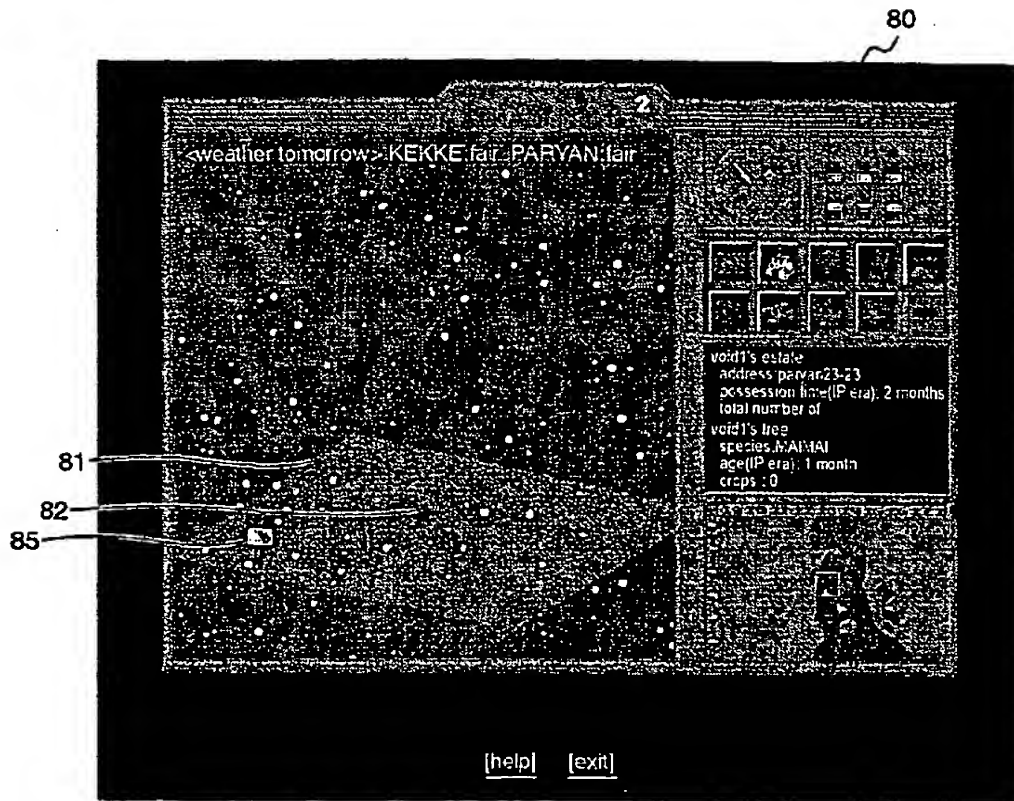 80
2
<weather tomorrow> KEKKE:fair PARYAN:fair
void1's estate
address:paryan23-23
possession time(IP era): 2 months
total number of
void1's tree
species:MAIMAI
age(IP era): 1 month
crops : 0
81
82
85
[help] [exit]